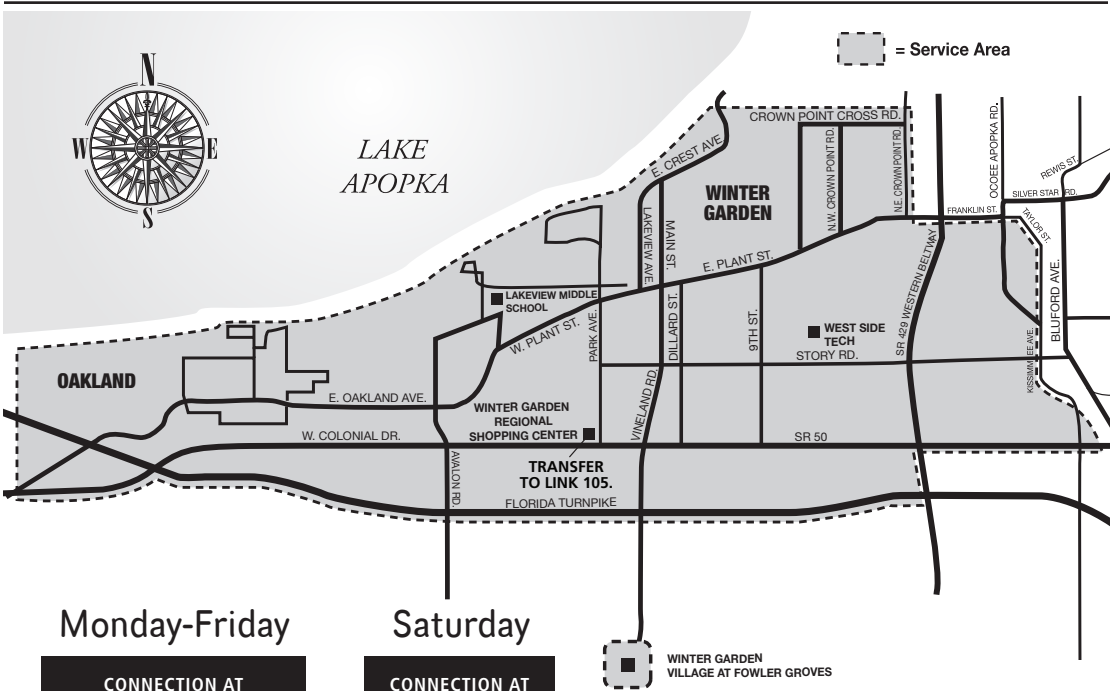 = Service Area
N
W
E
S
LAKE
APOPKA
CROWN POINT CROSS RD.
E. CREST AVE.
WINTER
GARDEN
N.W. CROWN POINT RD.
N.E. CROWN POINT RD.
OCOEE APOPKA RD.
REWIS ST.
SILVER STAR RD.
FRANKLIN ST.
TAYLOR ST.
LAKEVIEW AVE.
MAIN ST.
E. PLANT ST.
SR 429 WESTERN BELTWAY
BLUFORD AVE.
LAKEVIEW MIDDLE
SCHOOL
W. PLANT ST.
PARK AVE.
DILLARD ST.
9TH ST.
WEST SIDE
TECH
STORY RD.
KISSIMMEE AVE.
OAKLAND
E. OAKLAND AVE.
WINTER GARDEN
REGIONAL
SHOPPING CENTER
VINELAND RD.
W. COLONIAL DR.
SR 50
AVALON RD.
TRANSFER
TO LINK 105.
FLORIDA TURNPIKE
Monday-Friday
Saturday
CONNECTION AT
CONNECTION AT
WINTER GARDEN
VILLAGE AT FOWLER GROVES